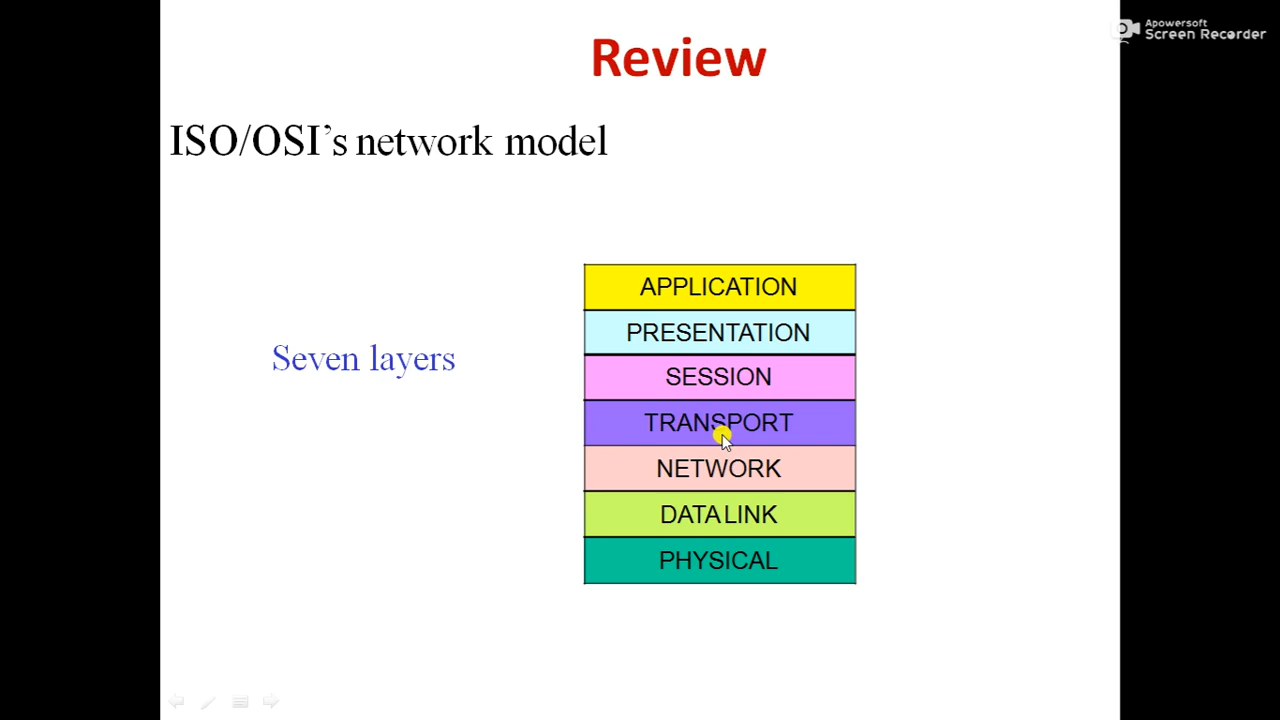 Apowersoft
Screen Recorder
Review
ISO/OSI’s network model
Seven layers
APPLICATION
PRESENTATION
SESSION
TRANSPORT
NETWORK
DATA LINK
PHYSICAL